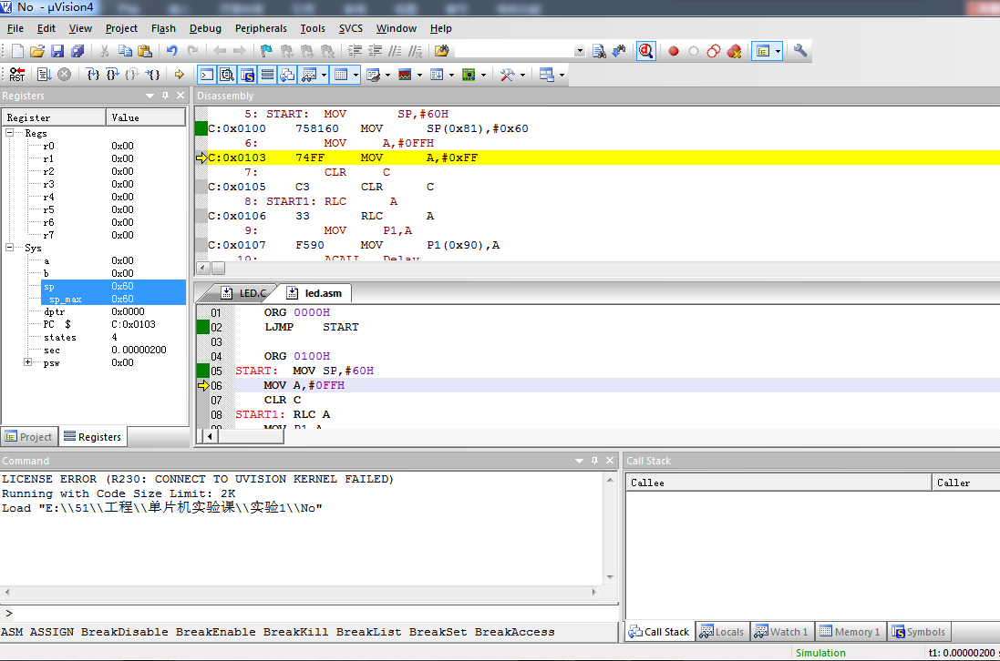 No - µVision4
File Edit View Project Flash Debug Peripherals Tools SVCS Window Help
RST
Registers
Register Value
Regs
r0 0x00
r1 0x00
r2 0x00
r3 0x00
r4 0x00
r5 0x00
r6 0x00
r7 0x00
Sys
a 0x00
b 0x00
sp 0x60
sp_max 0x60
dptr 0x0000
PC $ C:0x0103
states 4
sec 0.00000200
psw 0x00
Project Registers
Disassembly
5: START: MOV SP,#60H
C:0x0100 758160 MOV SP(0x81),#0x60
6: MOV A,#0FFH
C:0x0103 74FF MOV A,#0xFF
7: CLR C
C:0x0105 C3 CLR C
8: START1: RLC A
C:0x0106 33 RLC A
9: MOV P1,A
C:0x0107 F590 MOV P1(0x90),A
10: ACALL Delay
LED.C led.asm
01 ORG 0000H
02 LJMP START
03
04 ORG 0100H
05 START: MOV SP,#60H
06 MOV A,#0FFH
07 CLR C
08 START1: RLC A
09 MOV P1,A
Command
LICENSE ERROR (R230: CONNECT TO UVISION KERNEL FAILED)
Running with Code Size Limit: 2K
Load "E:\\51\\工程\\单片机实验课\\实验1\\No"
>
ASM ASSIGN BreakDisable BreakEnable BreakKill BreakList BreakSet BreakAccess
Call Stack
Callee Caller
Call Stack Locals Watch 1 Memory 1 Symbols
Simulation t1: 0.00000200 s